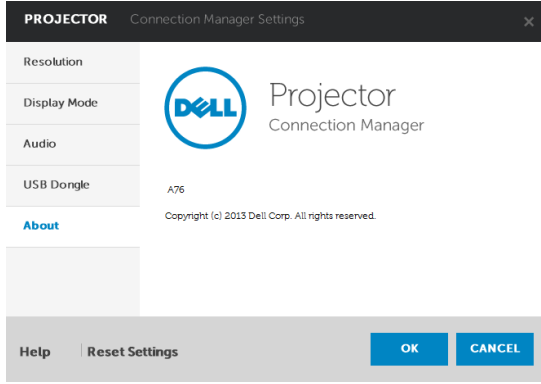 PROJECTOR Connection Manager Settings ×
Resolution
Display Mode
Audio
USB Dongle
About
DELL
Projector
Connection Manager
A76
Copyright (c) 2013 Dell Corp. All rights reserved.
Help Reset Settings OK CANCEL